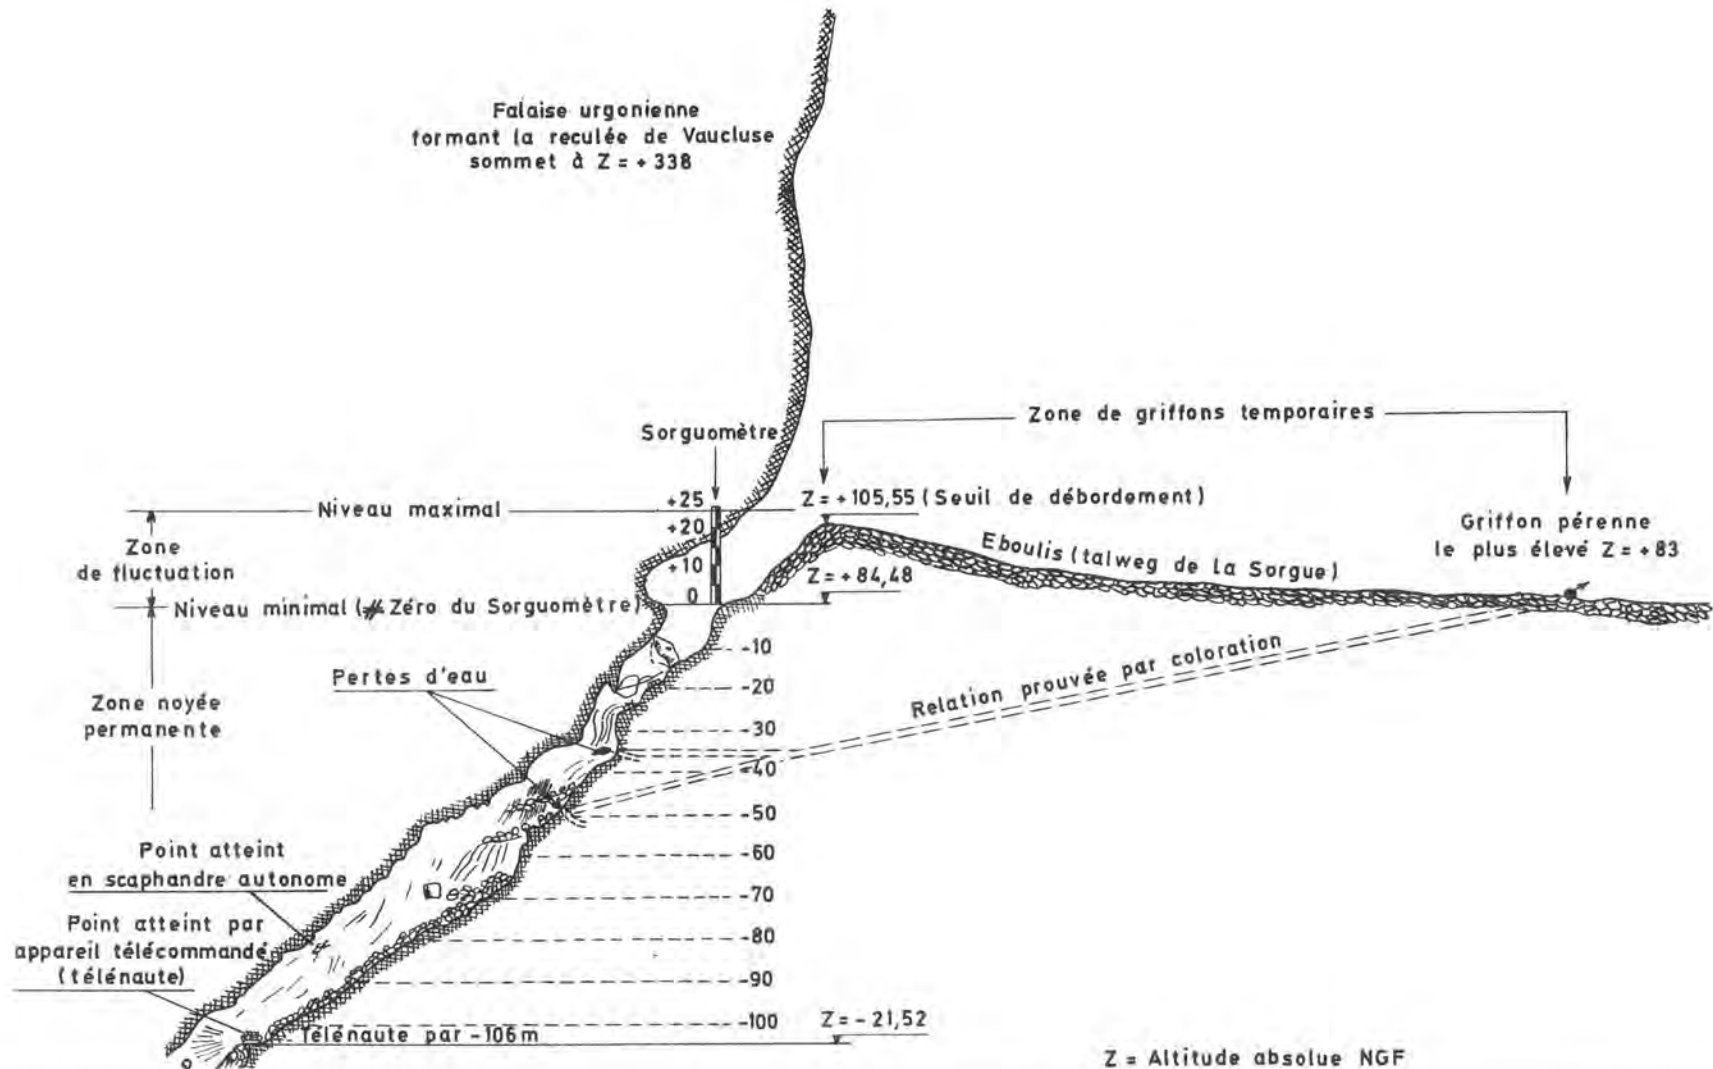 Falaise urgonienne
formant la reculée de Vaucluse
sommet à Z = + 338
Zone de griffons temporaires
Sorguomètre
Niveau maximal
+25
Z = +105,55 (Seuil de débordement)
+20
Griffon pérenne
le plus élevé Z = +83
Zone
de fluctuation
Eboulis (talweg de la Sorgue)
+10
Z = +84,48
0
Niveau minimal (# Zéro du Sorguomètre)
-10
Pertes d'eau
-20
Relation prouvée par coloration
Zone noyée
permanente
-30
-40
-50
Point atteint
en scaphandre autonome
-60
-70
Point atteint par
appareil télécommandé
(télénaute)
-80
-90
-100
Z = - 21,52
Télénaute par -106 m
Z = Altitude absolue NGF